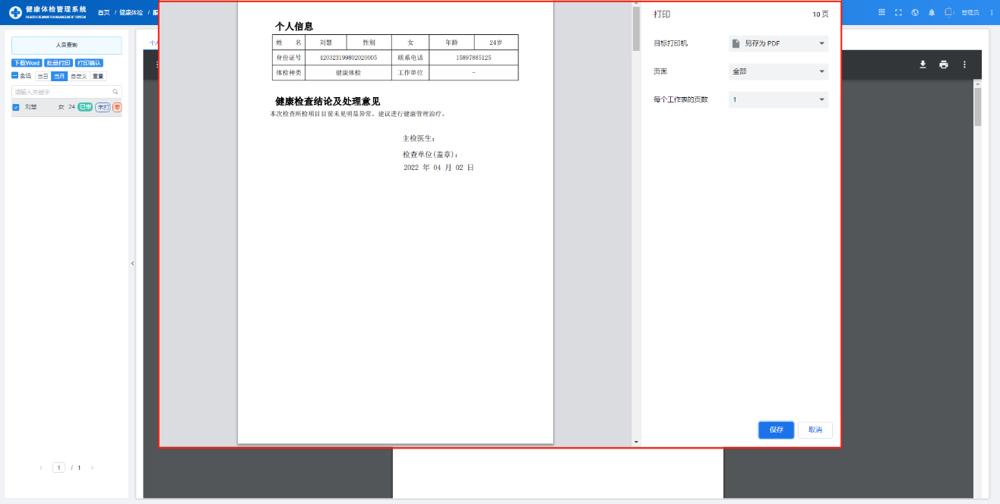 健康体检管理系统
HEALTH EXAMINATION MANAGEMENT SYSTEM
首页 / 健康体检 /
管理员
人员查询
下载Word 批量打印 打印确认
全选 当日 当月 自定义 重置
请输入关键字
刘慧 女 24 已审 未打 零
1 / 1
个人信息
姓 名 刘慧 性别 女 年龄 24岁
身份证号 420323199802020005 联系电话 15897885125
体检种类 健康体检 工作单位 –
健康检查结论及处理意见
本次检查所检项目目前未见明显异常。建议进行健康管理治疗。
主检医生:
检查单位(盖章):
2022 年 04 月 02 日
打印 10 页
目标打印机 另存为 PDF
页面 全部
每个工作表的页数 1
保存 取消